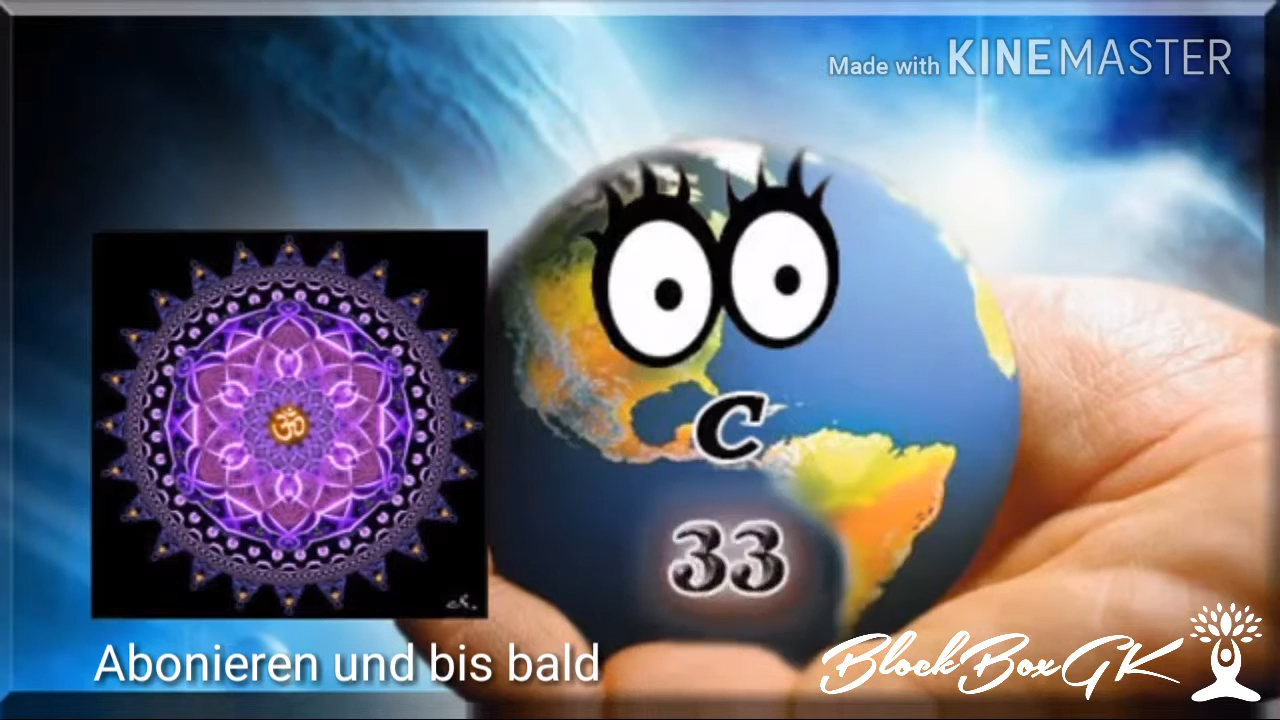 Made with KINEMASTER
ॐ
C
33
Abonieren und bis bald
BlockBoxGK